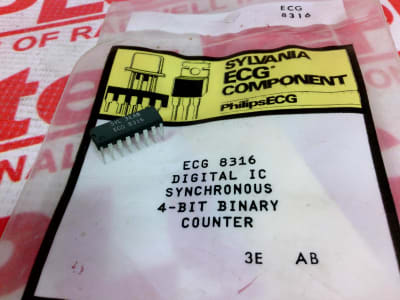 ECG
8316
OF RA
SYLVANIA
ECG
COMPONENT
PhilipsECG
ECG 8316
ECG 8316
DIGITAL IC
SYNCHRONOUS
4-BIT BINARY
COUNTER
3E AB